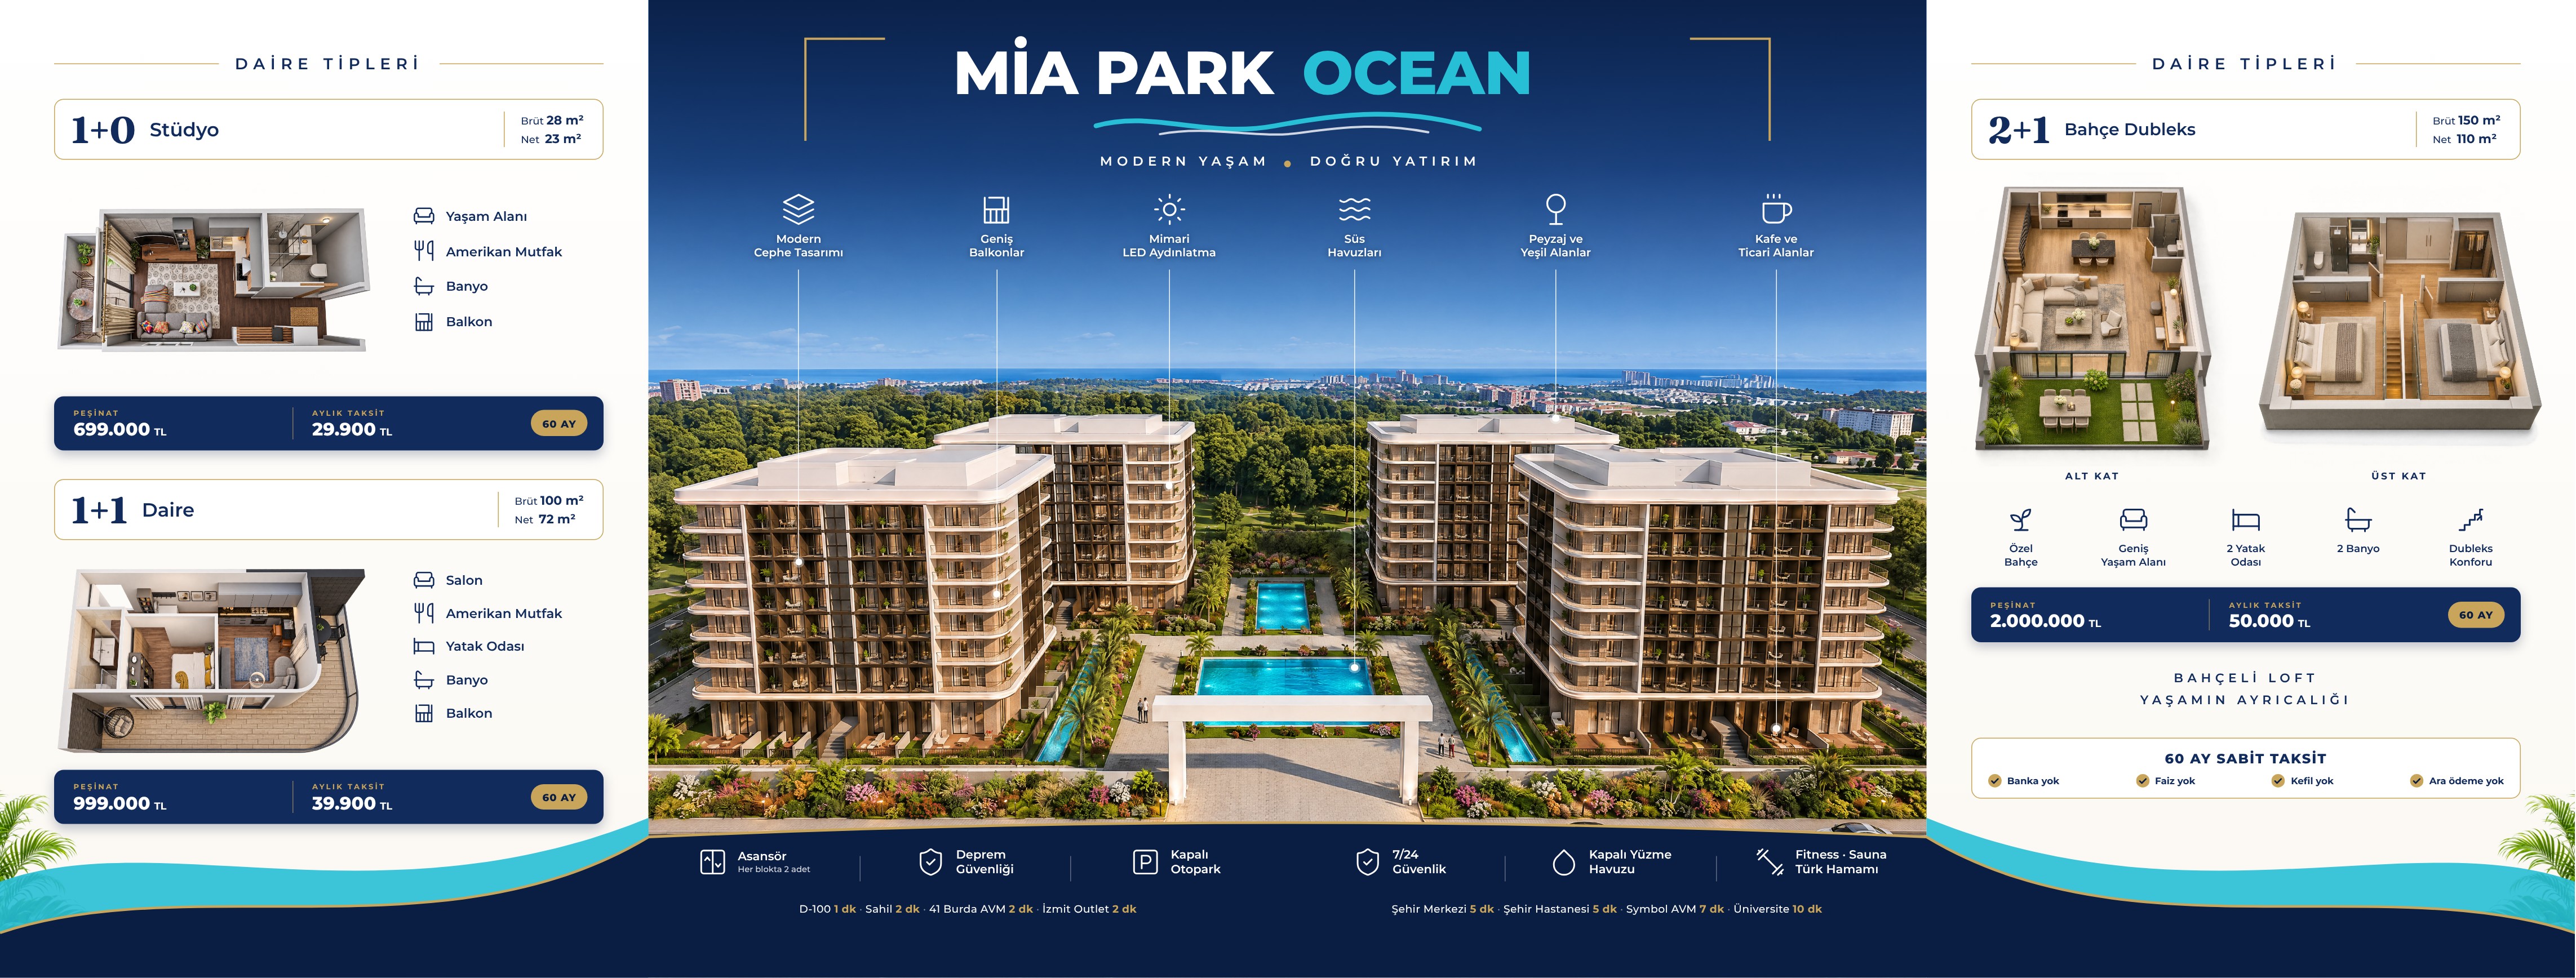 DAİRE TİPLERİ
1+0 Stüdyo
Brüt 28 m²
Net 23 m²
Yaşam Alanı
Amerikan Mutfak
Banyo
Balkon
PEŞİNAT
699.000 TL
AYLIK TAKSİT
29.900 TL
60 AY
1+1 Daire
Brüt 100 m²
Net 72 m²
Salon
Amerikan Mutfak
Yatak Odası
Banyo
Balkon
PEŞİNAT
999.000 TL
AYLIK TAKSİT
39.900 TL
60 AY
MİA PARK OCEAN
MODERN YAŞAM • DOĞRU YATIRIM
Modern
Cephe Tasarımı
Geniş
Balkonlar
Mimari
LED Aydınlatma
Süs
Havuzları
Peyzaj ve
Yeşil Alanlar
Kafe ve
Ticari Alanlar
Asansör
Her blokta 2 adet
Deprem
Güvenliği
P
Kapalı
Otopark
7/24
Güvenlik
Kapalı Yüzme
Havuzu
Fitness · Sauna
Türk Hamamı
D-100 1 dk · Sahil 2 dk · 41 Burda AVM 2 dk · İzmit Outlet 2 dk
Şehir Merkezi 5 dk · Şehir Hastanesi 5 dk · Symbol AVM 7 dk · Üniversite 10 dk
DAİRE TİPLERİ
2+1 Bahçe Dubleks
Brüt 150 m²
Net 110 m²
ALT KAT
ÜST KAT
Özel
Bahçe
Geniş
Yaşam Alanı
2 Yatak
Odası
2 Banyo
Dubleks
Konforu
PEŞİNAT
2.000.000 TL
AYLIK TAKSİT
50.000 TL
60 AY
BAHÇELİ LOFT
YAŞAMIN AYRICALIĞI
60 AY SABİT TAKSİT
Banka yok
Faiz yok
Kefil yok
Ara ödeme yok